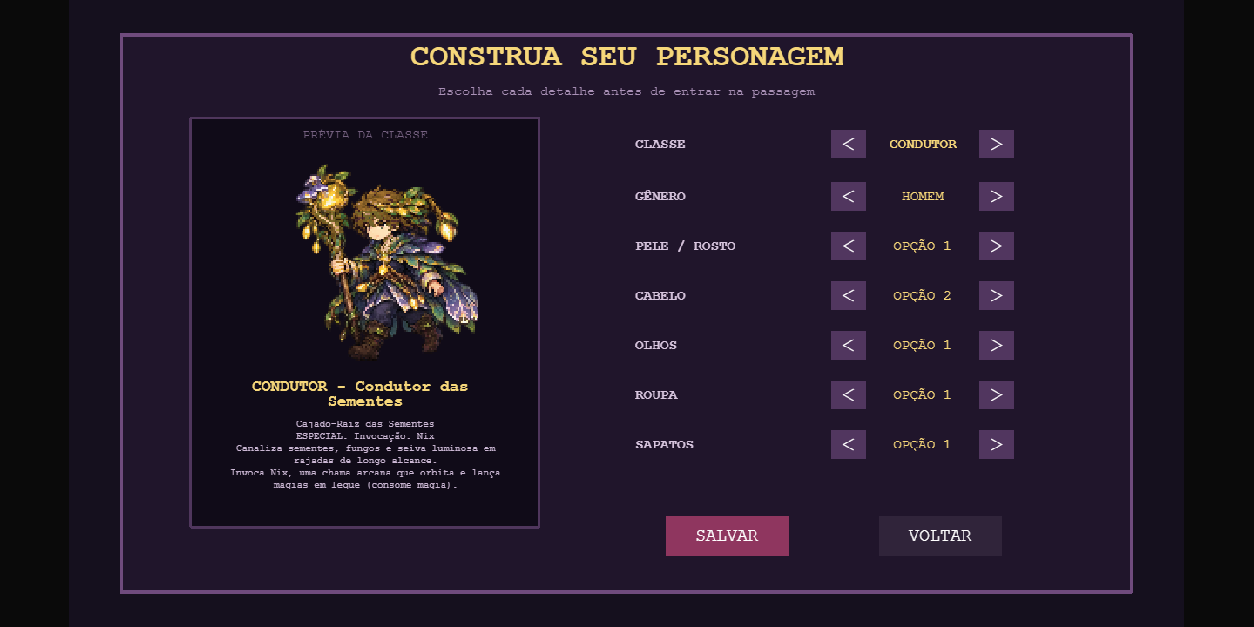 CONSTRUA SEU PERSONAGEM
Escolha cada detalhe antes de entrar na passagem
PRÉVIA DA CLASSE
CONDUTOR - Condutor das
Sementes
Cajado-Raiz das Sementes
ESPECIAL. Invocação. Nix
Canaliza sementes, fungos e seiva luminosa em
rajadas de longo alcance.
Invoca Nix, uma chama arcana que orbita e lança
magias em leque (consome magia).
CLASSE < CONDUTOR >
GÊNERO < HOMEM >
PELE / ROSTO < OPÇÃO 1 >
CABELO < OPÇÃO 2 >
OLHOS < OPÇÃO 1 >
ROUPA < OPÇÃO 1 >
SAPATOS < OPÇÃO 1 >
SALVAR VOLTAR